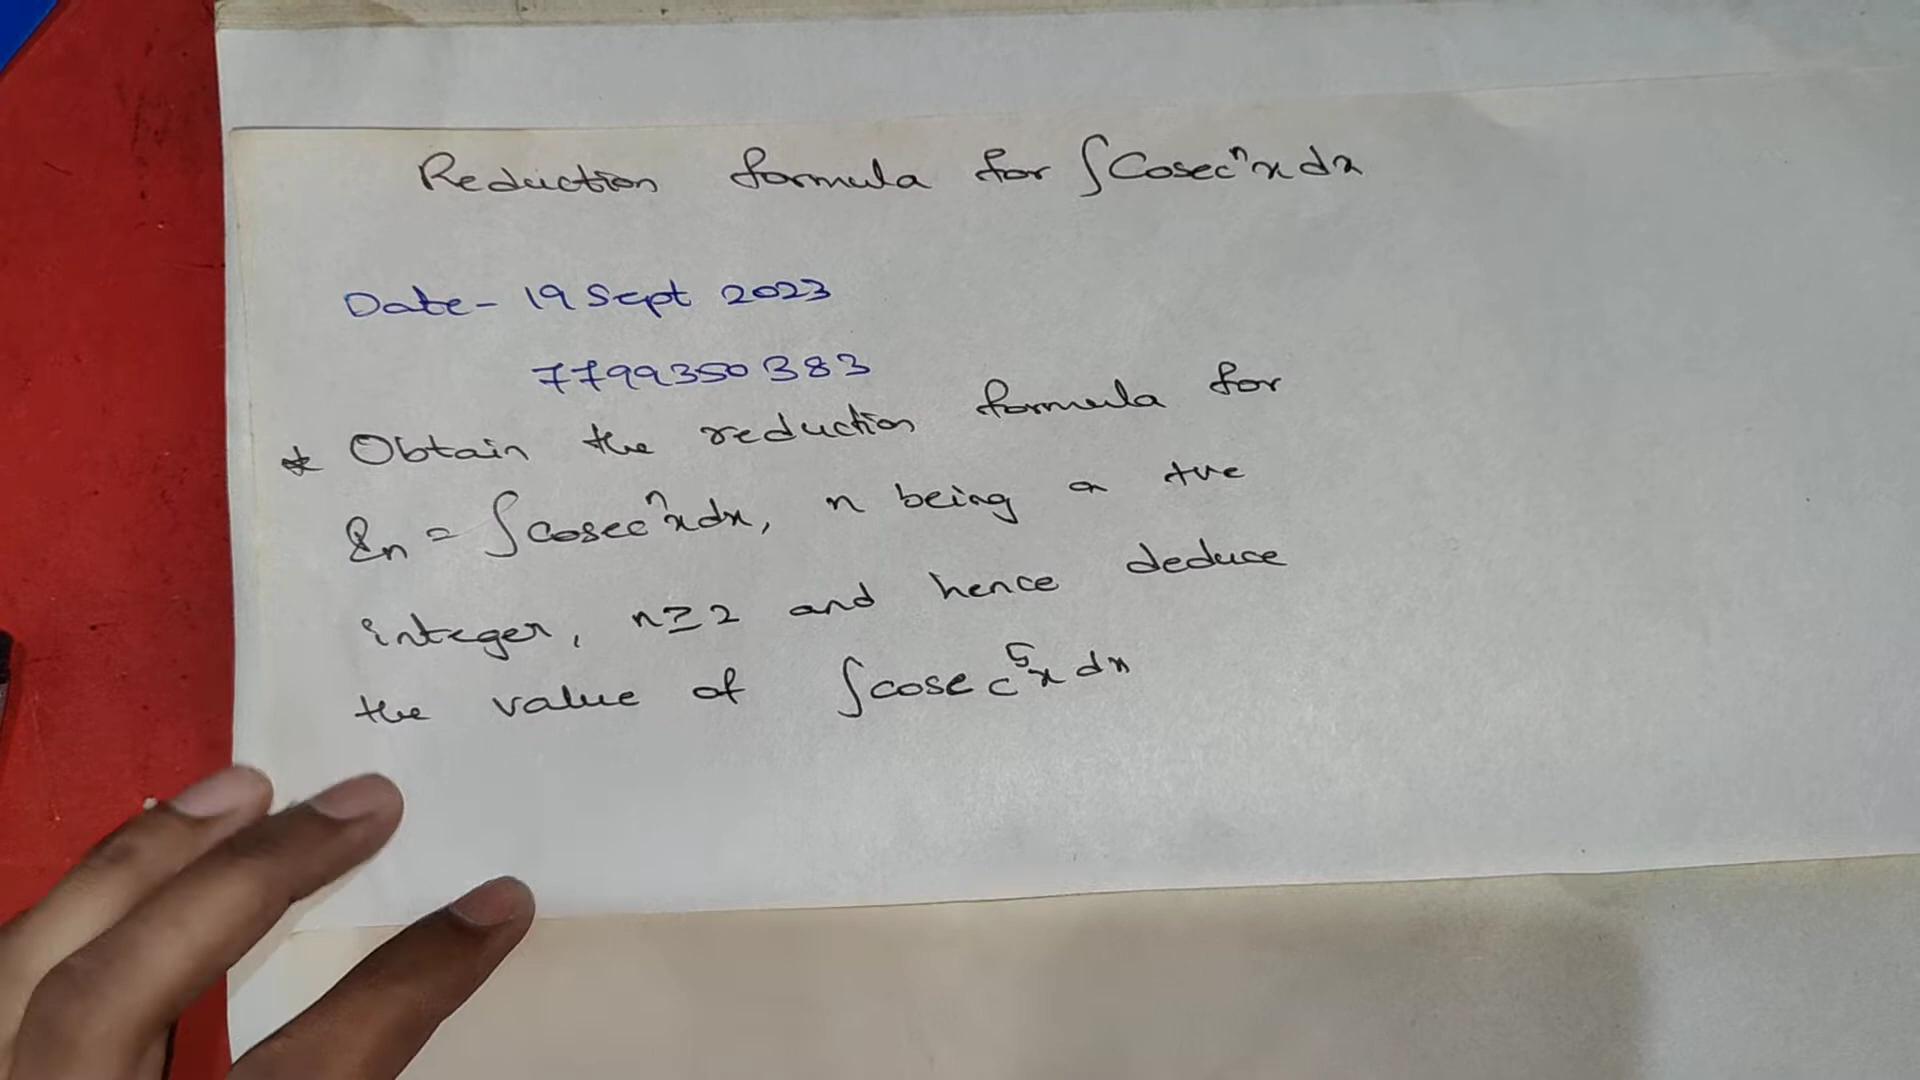 Reduction formula for ∫Cosecⁿx dx
Date - 19 Sept 2023
7799350383
* Obtain the reduction formula for
In = ∫cosecⁿx dx, n being a +ve
integer, n≥2 and hence deduce
the value of ∫cosec⁵x dx